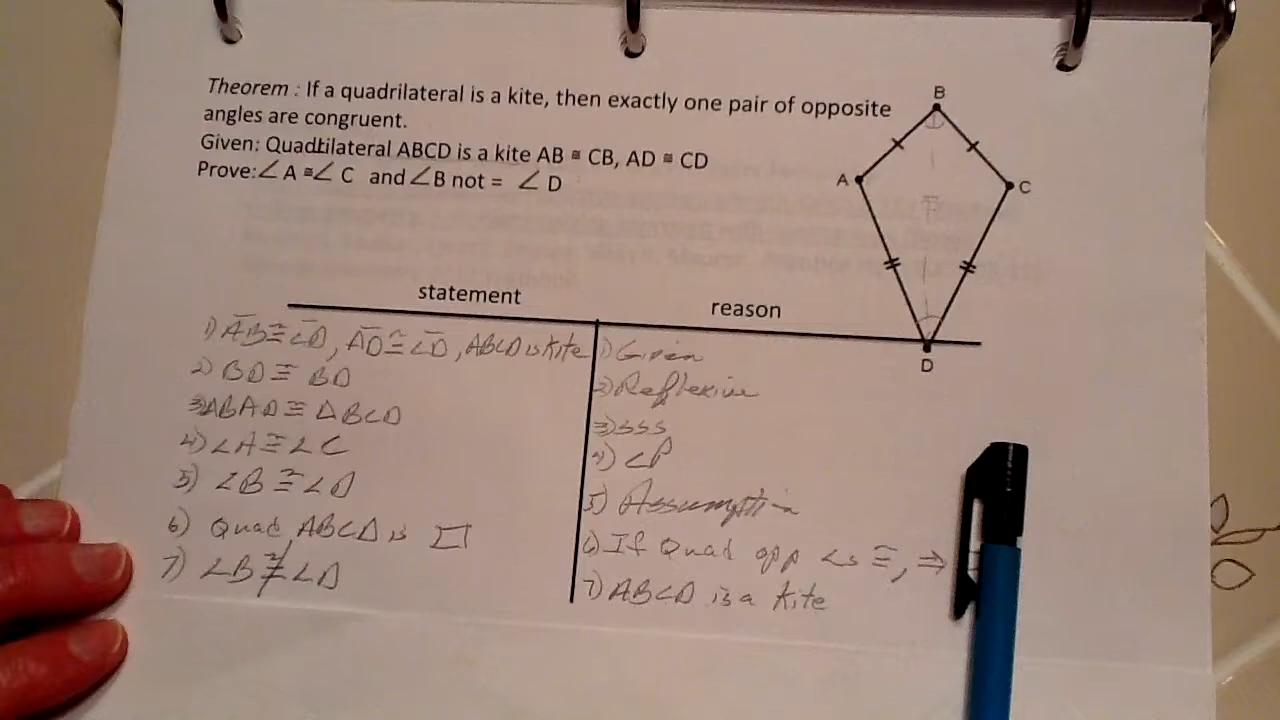 Theorem : If a quadrilateral is a kite, then exactly one pair of opposite
angles are congruent.
Given: Quadrilateral ABCD is a kite AB ≅ CB, AD ≅ CD
Prove:∠ A ≅∠ C and ∠B not = ∠ D
B
A
C
D
statement
reason
1) AB ≅ CD, AD ≅ CD, ABCD is kite
1) Given
2) BD ≅ BD
2) Reflexive
3) ΔBAD ≅ ΔBCD
3) SSS
4) ∠A ≅ ∠C
4) CP
5) ∠B ≅ ∠D
5) Assumption
6) Quad ABCD is ▱
6) If Quad opp ∠s ≅, ⇒
7) ∠B ≇ ∠D
7) ABCD is a kite